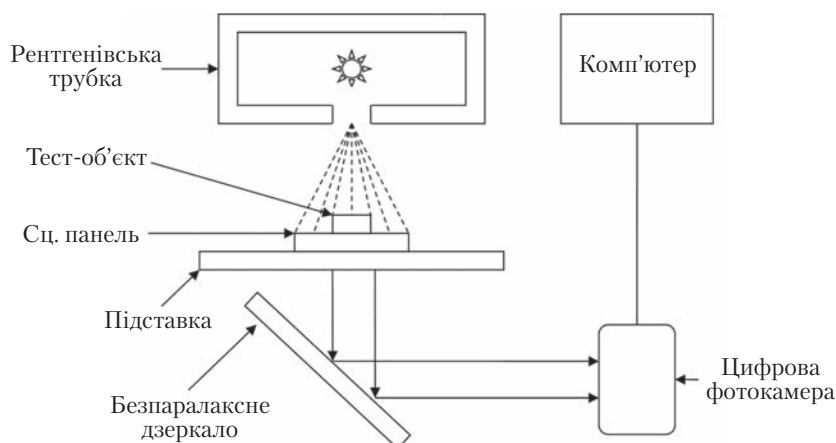 Рентгенівська
трубка
Комп’ютер
Тест-об’єкт
Сц. панель
Підставка
Безпаралаксне
дзеркало
Цифрова
фотокамера